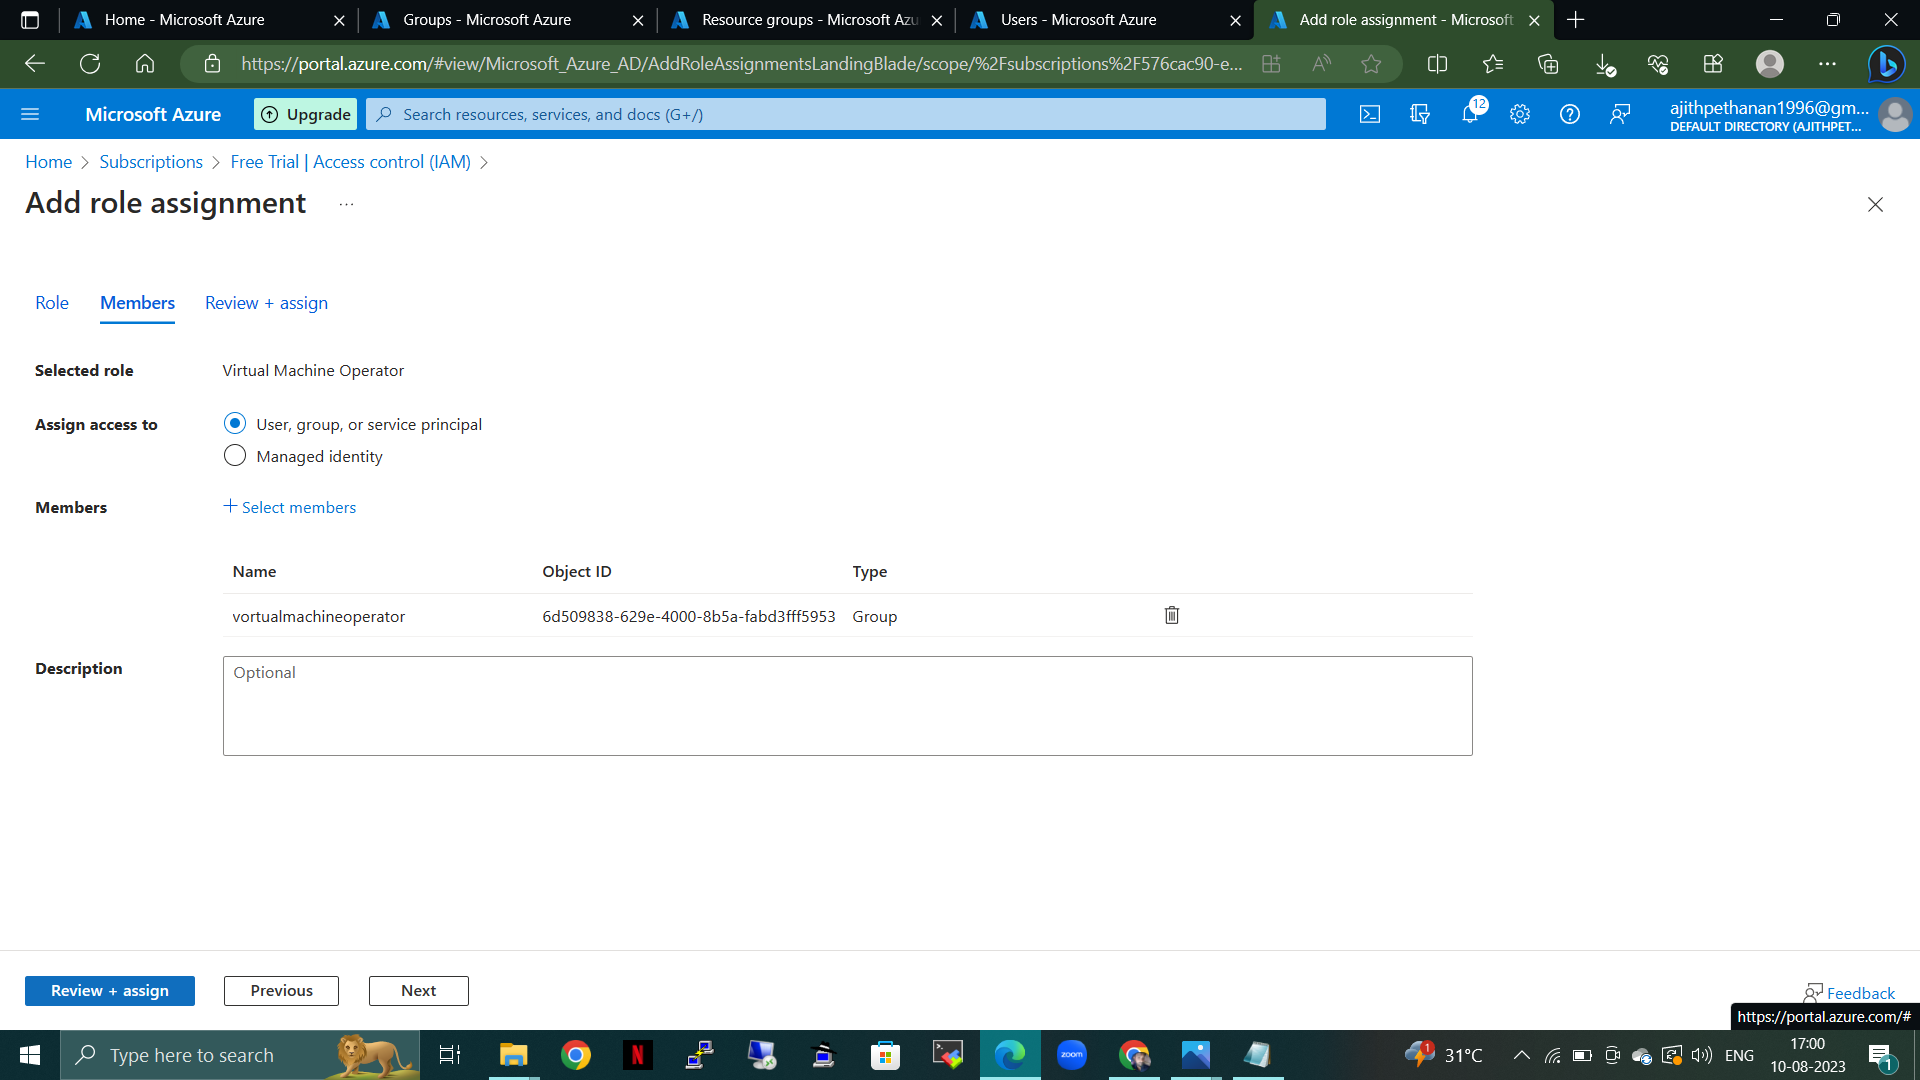 Home - Microsoft Azure
Groups - Microsoft Azure
Resource groups - Microsoft Azu
Users - Microsoft Azure
Add role assignment - Microsoft
https://portal.azure.com/#view/Microsoft_Azure_AD/AddRoleAssignmentsLandingBlade/scope/%2Fsubscriptions%2F576cac90-e...
Microsoft Azure
Upgrade
Search resources, services, and docs (G+/)
12
ajithpethanan1996@gm...
DEFAULT DIRECTORY (AJITHPET...
Home > Subscriptions > Free Trial | Access control (IAM) >
Add role assignment ...
Role Members Review + assign
Selected role Virtual Machine Operator
Assign access to User, group, or service principal
Managed identity
Members + Select members
Name Object ID Type
vortualmachineoperator 6d509838-629e-4000-8b5a-fabd3fff5953 Group
Description Optional
Review + assign Previous Next
Feedback
https://portal.azure.com/#
Type here to search
N
zoom
1
31°C
ENG
17:00
10-08-2023
1